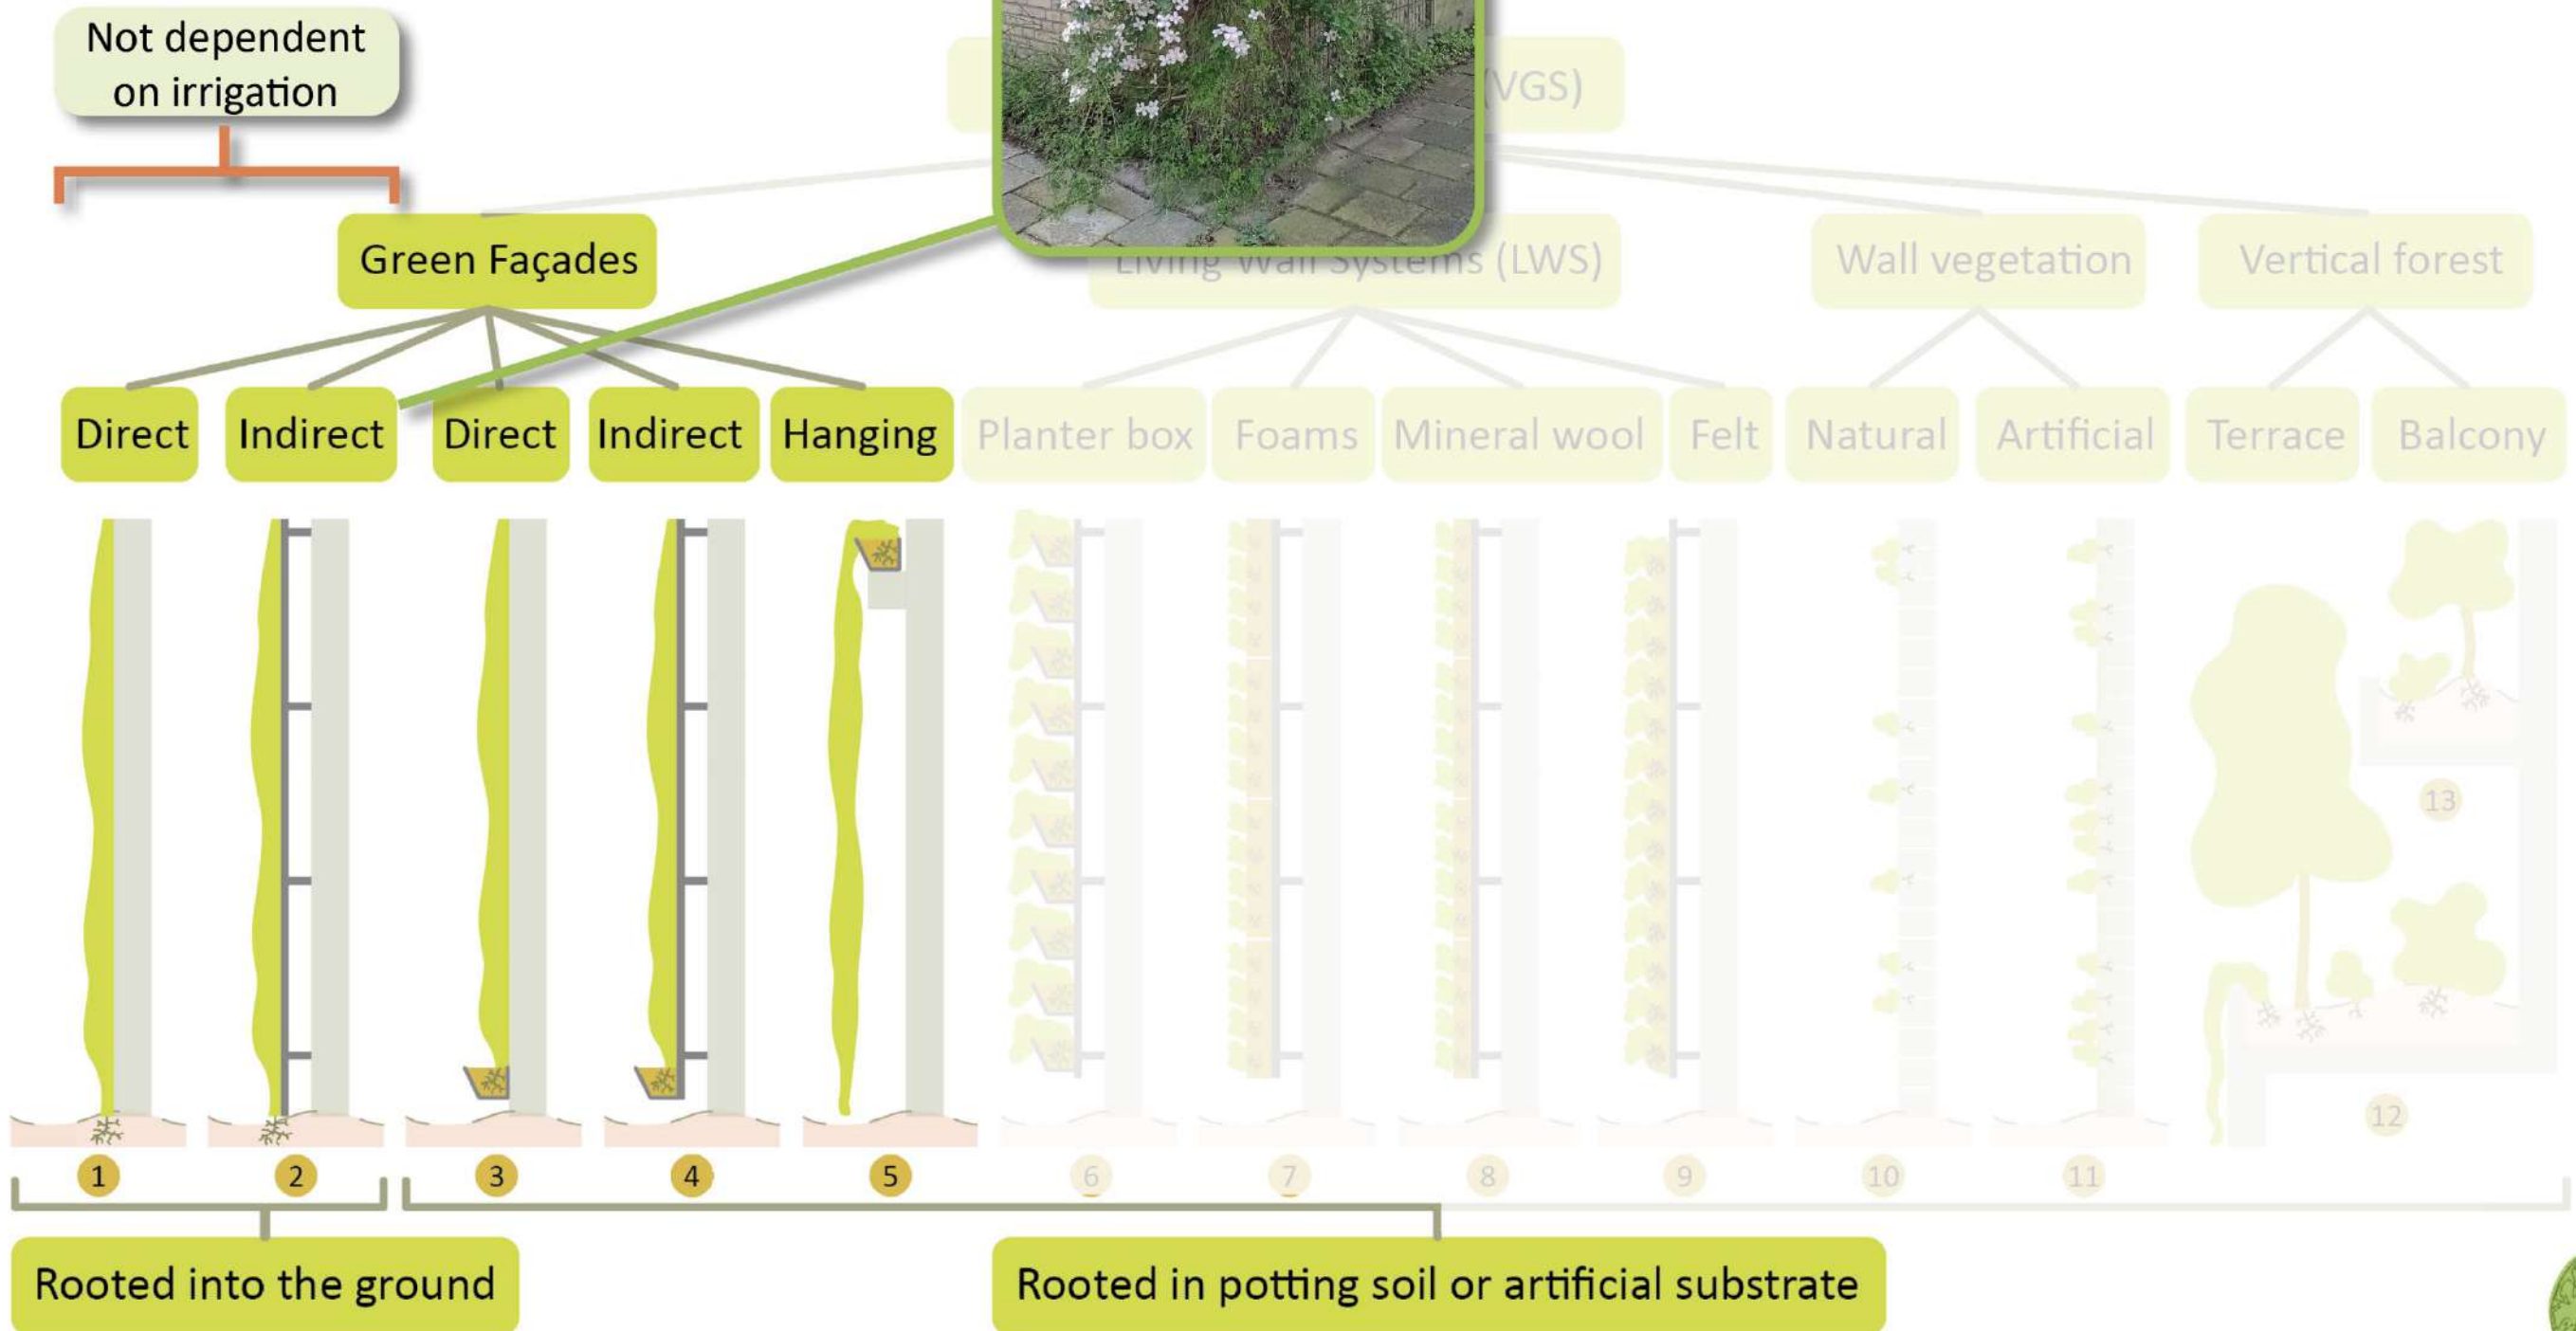 Not dependent
on irrigation
(VGS)
Green Façades
Living Wall Systems (LWS)
Wall vegetation
Vertical forest
Direct
Indirect
Direct
Indirect
Hanging
Planter box
Foams
Mineral wool
Felt
Natural
Artificial
Terrace
Balcony
13
12
1
2
3
4
5
6
7
8
9
10
11
Rooted into the ground
Rooted in potting soil or artificial substrate